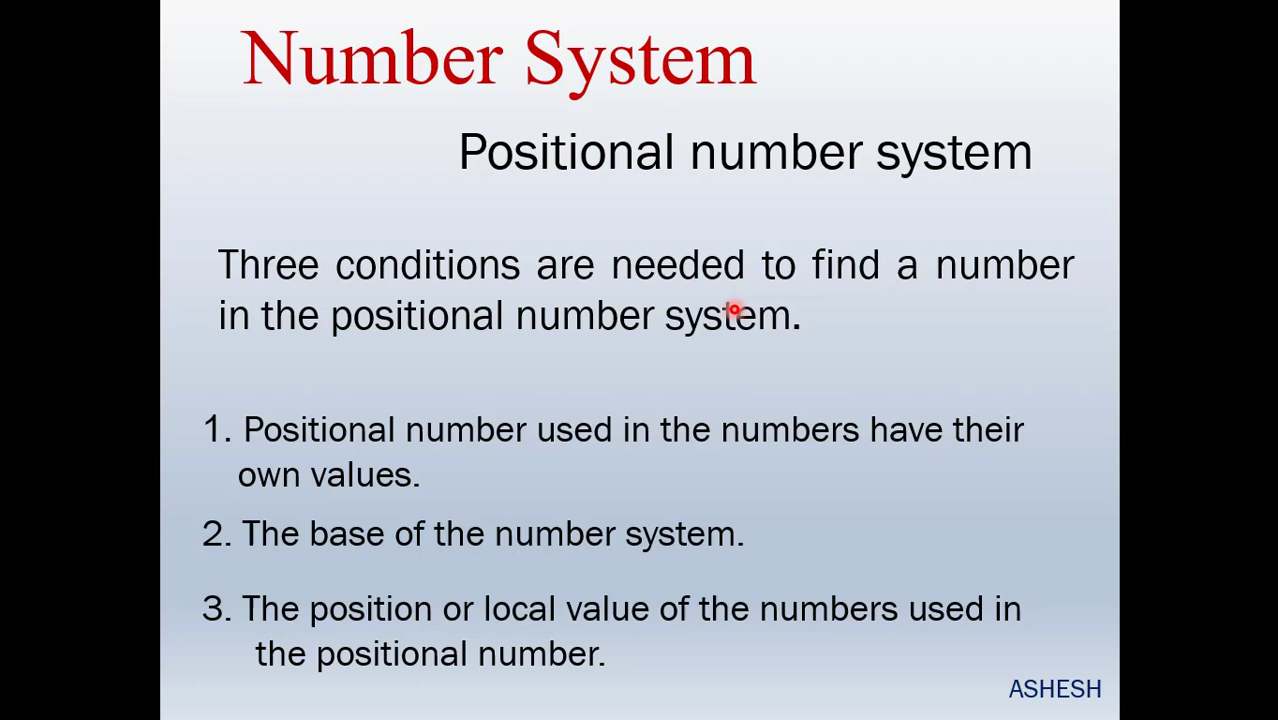 Number System
Positional number system
Three conditions are needed to find a number
in the positional number system.
1. Positional number used in the numbers have their
own values.
2. The base of the number system.
3. The position or local value of the numbers used in
the positional number.
ASHESH